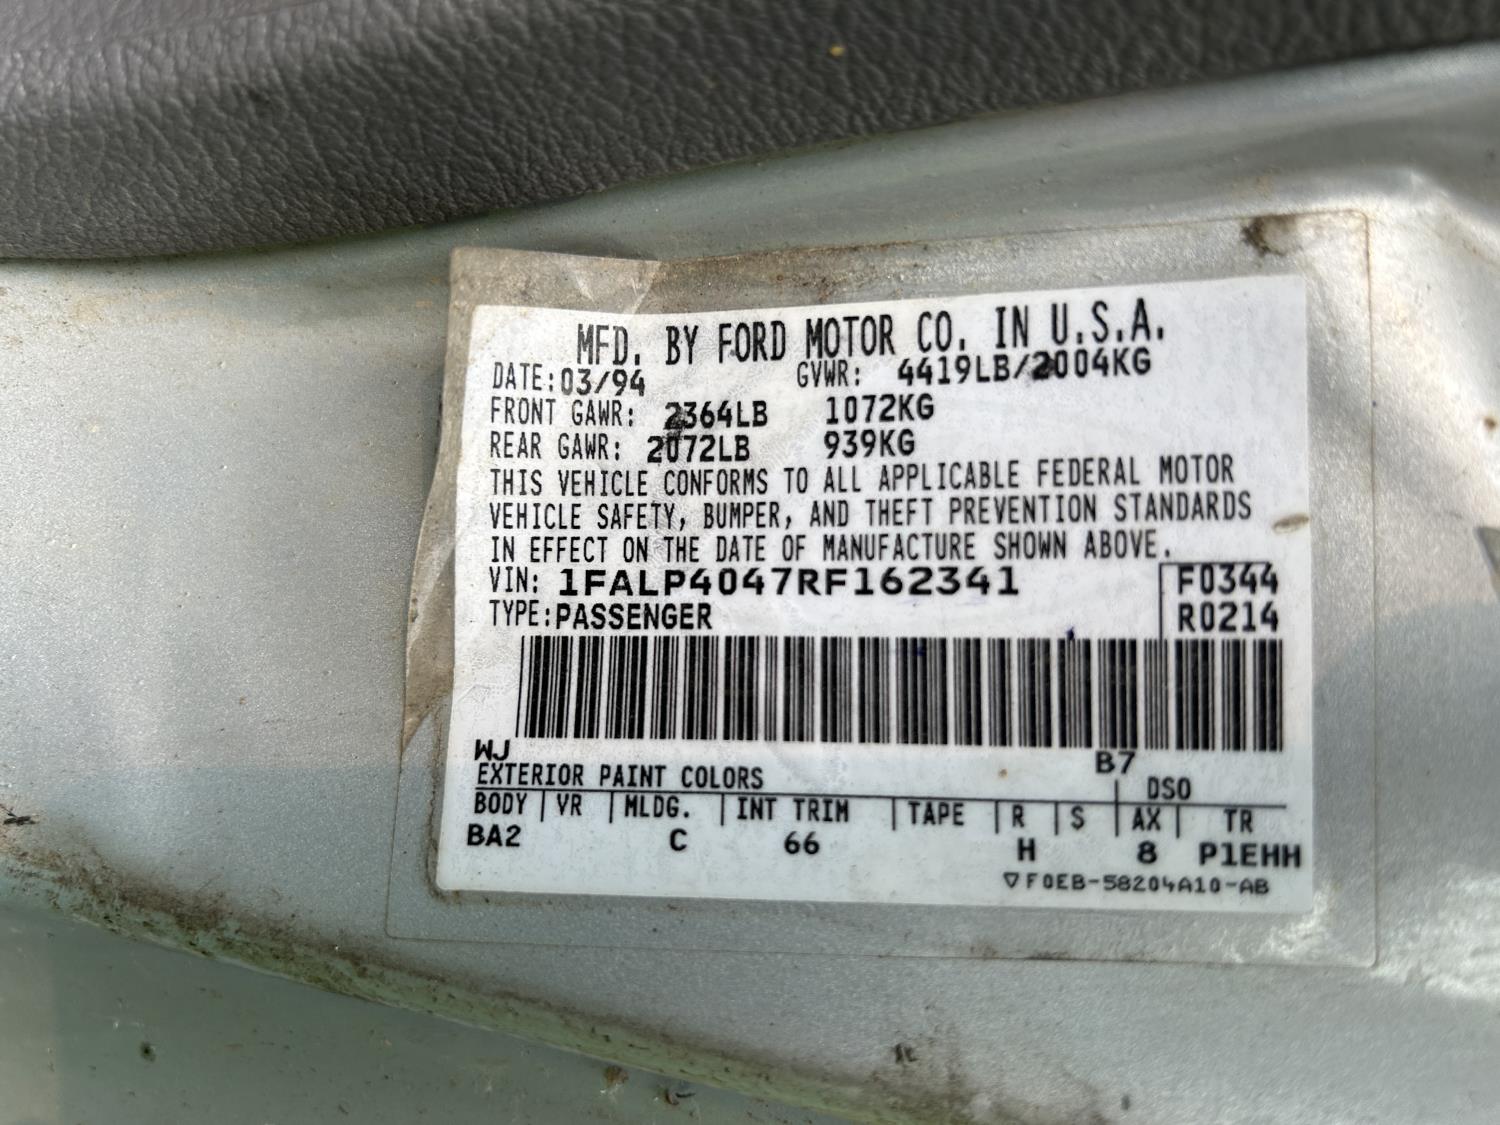 MFD. BY FORD MOTOR CO. IN U.S.A.
DATE: 03/94 GVWR: 4419LB/2004KG
FRONT GAWR: 2364LB 1072KG
REAR GAWR: 2072LB 939KG
THIS VEHICLE CONFORMS TO ALL APPLICABLE FEDERAL MOTOR
VEHICLE SAFETY, BUMPER, AND THEFT PREVENTION STANDARDS
IN EFFECT ON THE DATE OF MANUFACTURE SHOWN ABOVE.
VIN: 1FALP4047RF162341 F0344
TYPE: PASSENGER R0214
WJ B7
EXTERIOR PAINT COLORS DSO
BODY VR MLDG. INT TRIM TAPE R S AX TR
BA2 C 66 H 8 P1EHH
▽F0EB-58204A10-AB